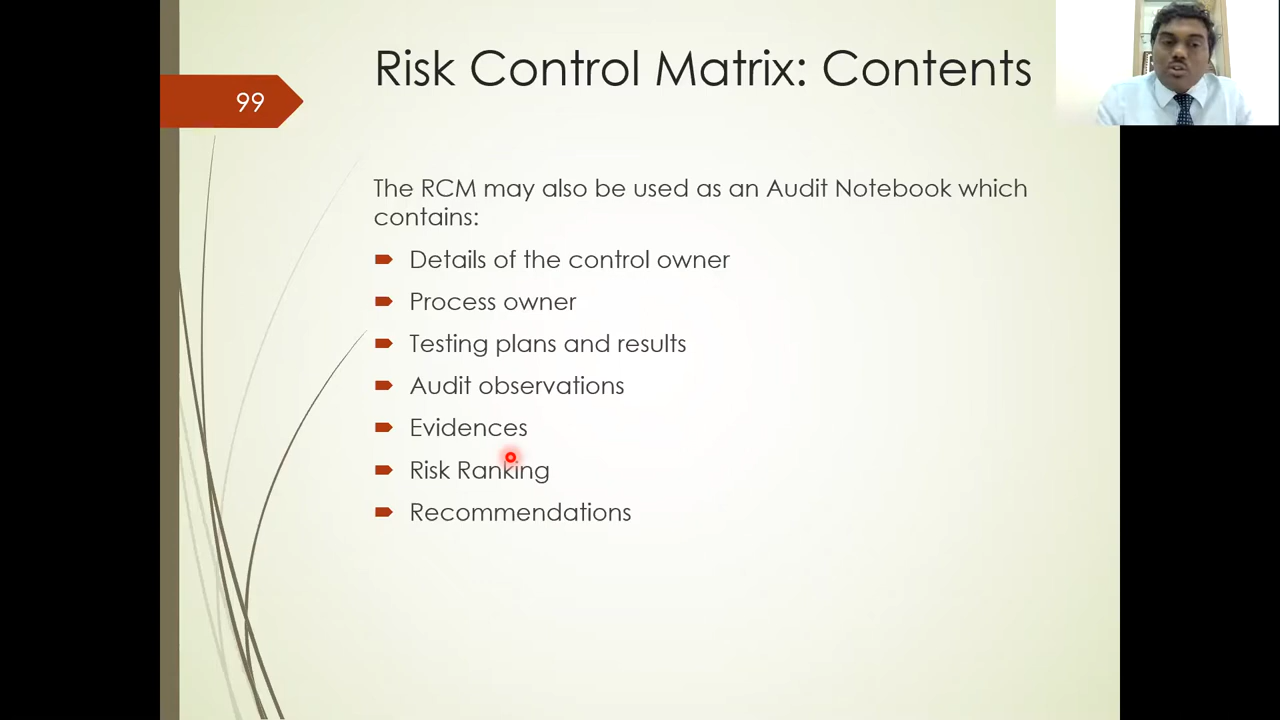 Risk Control Matrix: Contents
99
The RCM may also be used as an Audit Notebook which
contains:
Details of the control owner
Process owner
Testing plans and results
Audit observations
Evidences
Risk Ranking
Recommendations